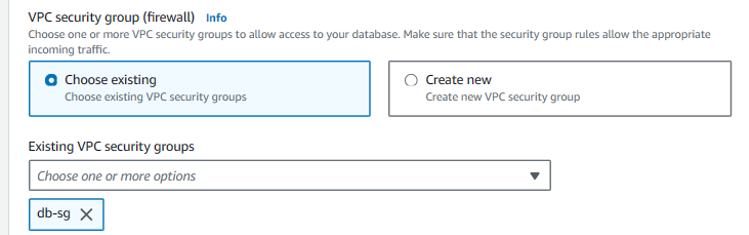 VPC security group (firewall) Info
Choose one or more VPC security groups to allow access to your database. Make sure that the security group rules allow the appropriate
incoming traffic.
Choose existing
Choose existing VPC security groups
Create new
Create new VPC security group
Existing VPC security groups
Choose one or more options
db-sg